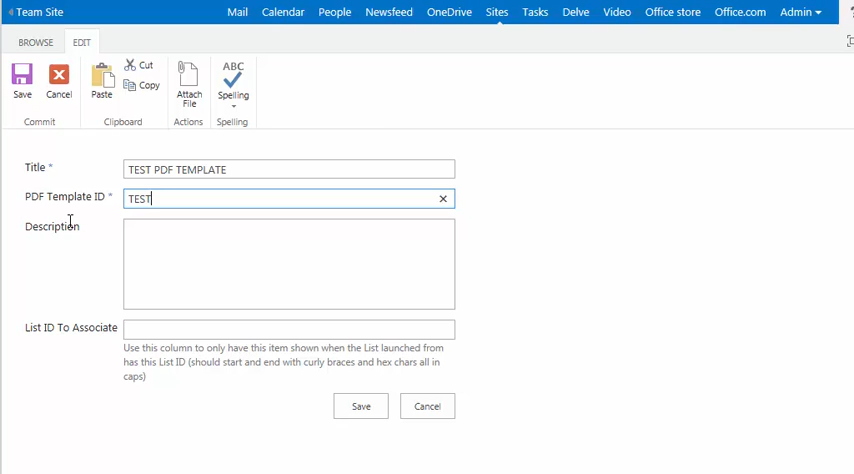 Team Site Mail Calendar People Newsfeed OneDrive Sites Tasks Delve Video Office store Office.com Admin ?
BROWSE EDIT
Save Cancel Paste Cut Copy Attach File ABC Spelling
Commit Clipboard Actions Spelling
Title * TEST PDF TEMPLATE
PDF Template ID * TEST
Description
List ID To Associate
Use this column to only have this item shown when the List launched from
has this List ID (should start and end with curly braces and hex chars all in
caps)
Save Cancel